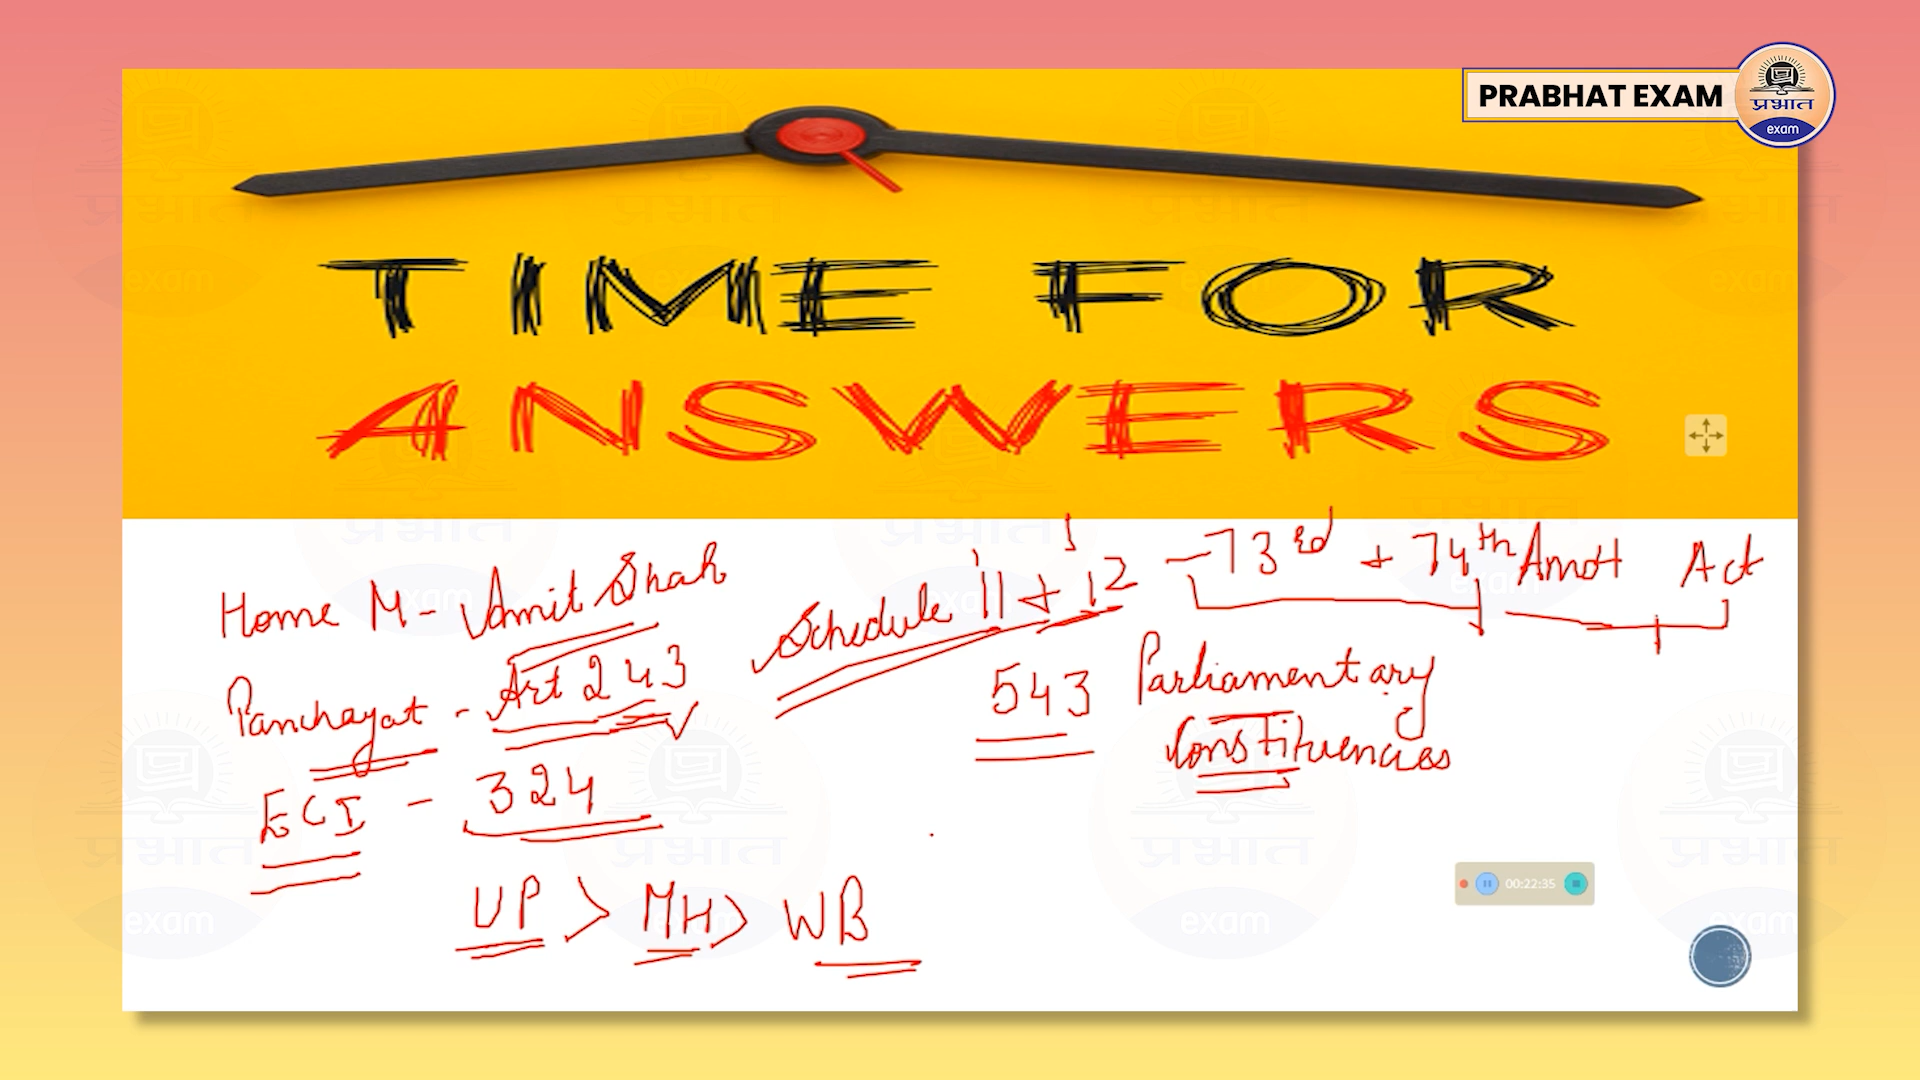 PRABHAT EXAM
प्रभात
exam
TIME FOR
ANSWERS
Home M - Amit Shah
Schedule 11 + 12 - 73rd + 74th Amdt Act
Panchayat - Art 243
543 Parliamentary
Constituencies
ECI - 324
00:22:35
UP > MH > WB